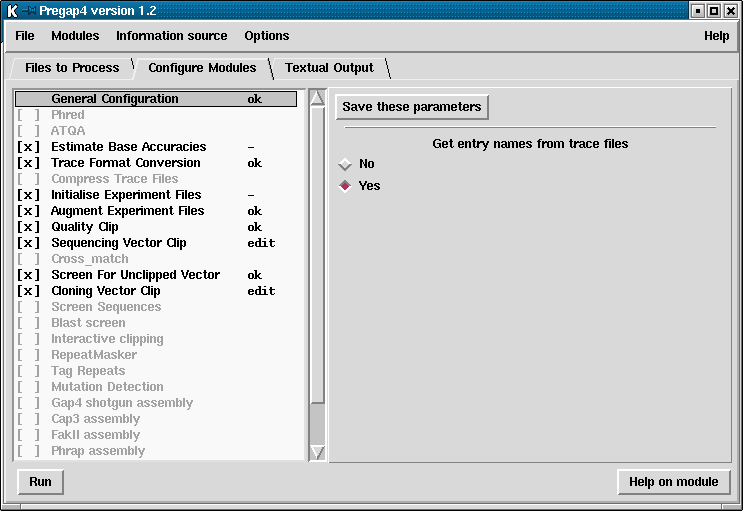 K Pregap4 version 1.2
File Modules Information source Options Help
Files to Process Configure Modules Textual Output
General Configuration ok
[ ] Phred
[ ] ATQA
[x] Estimate Base Accuracies -
[x] Trace Format Conversion ok
[ ] Compress Trace Files
[x] Initialise Experiment Files -
[x] Augment Experiment Files ok
[x] Quality Clip ok
[x] Sequencing Vector Clip edit
[ ] Cross_match
[x] Screen For Unclipped Vector ok
[x] Cloning Vector Clip edit
[ ] Screen Sequences
[ ] Blast screen
[ ] Interactive clipping
[ ] RepeatMasker
[ ] Tag Repeats
[ ] Mutation Detection
[ ] Gap4 shotgun assembly
[ ] Cap3 assembly
[ ] FakII assembly
[ ] Phrap assembly
Save these parameters
Get entry names from trace files
No
Yes
Run Help on module